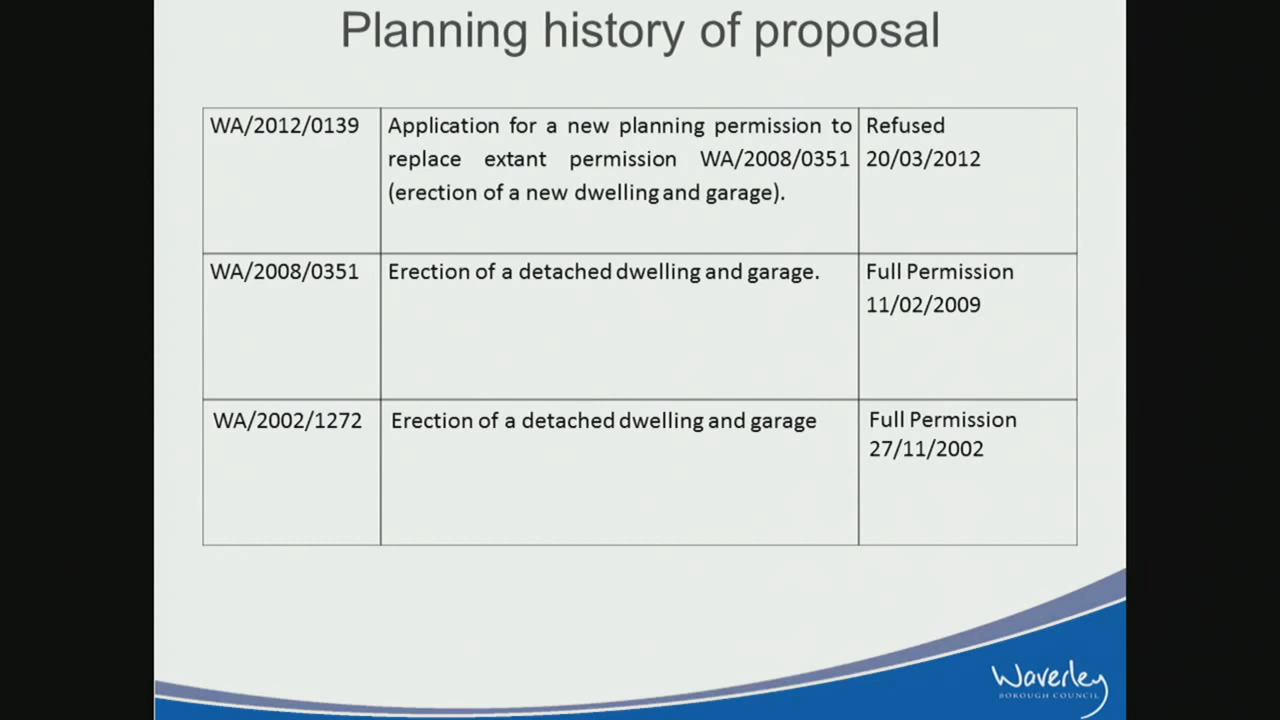 Planning history of proposal
WA/2012/0139
Application for a new planning permission to
replace extant permission WA/2008/0351
(erection of a new dwelling and garage).
Refused
20/03/2012
WA/2008/0351
Erection of a detached dwelling and garage.
Full Permission
11/02/2009
WA/2002/1272
Erection of a detached dwelling and garage
Full Permission
27/11/2002
Waverley
BOROUGH COUNCIL